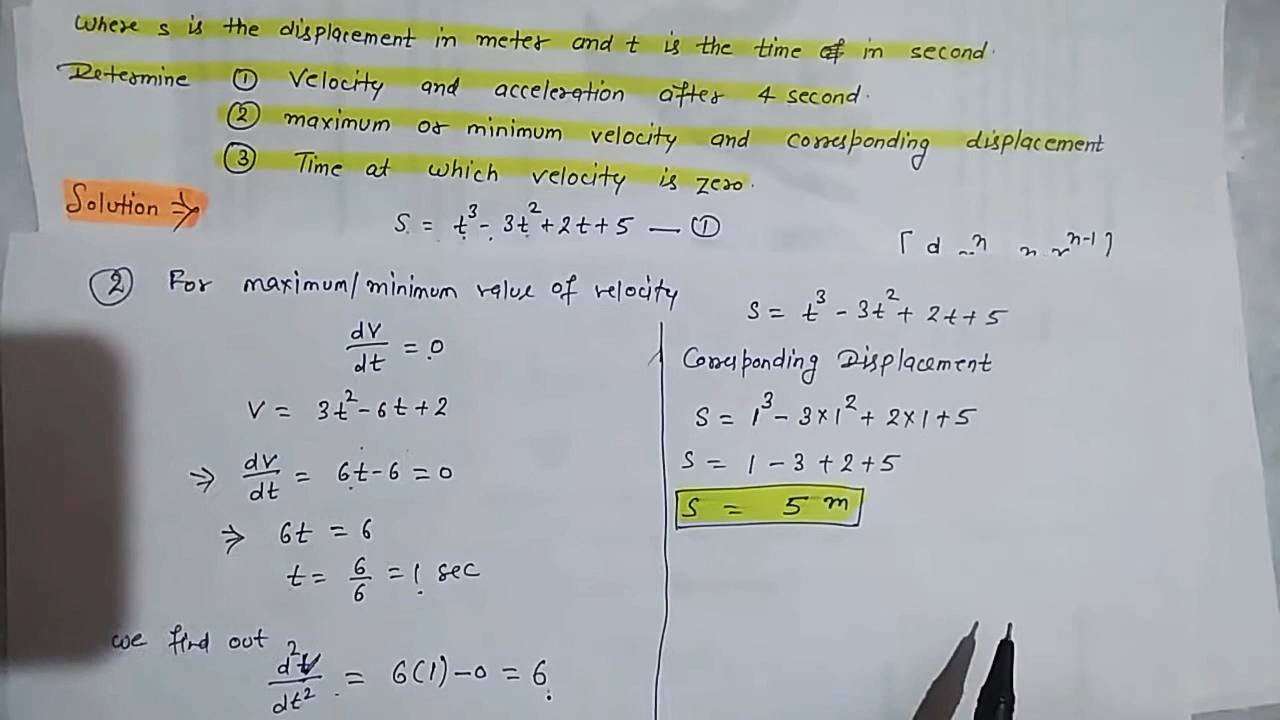 where s is the displacement in meter and t is the time of in second.
Determine ① Velocity and acceleration after 4 second.
② maximum or minimum velocity and corresponding displacement
③ Time at which velocity is zero.
Solution ⇒
S = t³ - 3t² + 2t + 5 — ①
[ d n n n-1 ]
② For maximum/minimum value of velocity
dv/dt = 0
V = 3t² - 6t + 2
⇒ dv/dt = 6t - 6 = 0
⇒ 6t = 6
t = 6/6 = 1 sec
we find out
d²v/dt² = 6(1) - 0 = 6
S = t³ - 3t² + 2t + 5
Corresponding Displacement
S = 1³ - 3×1² + 2×1 + 5
S = 1 - 3 + 2 + 5
S = 5 m